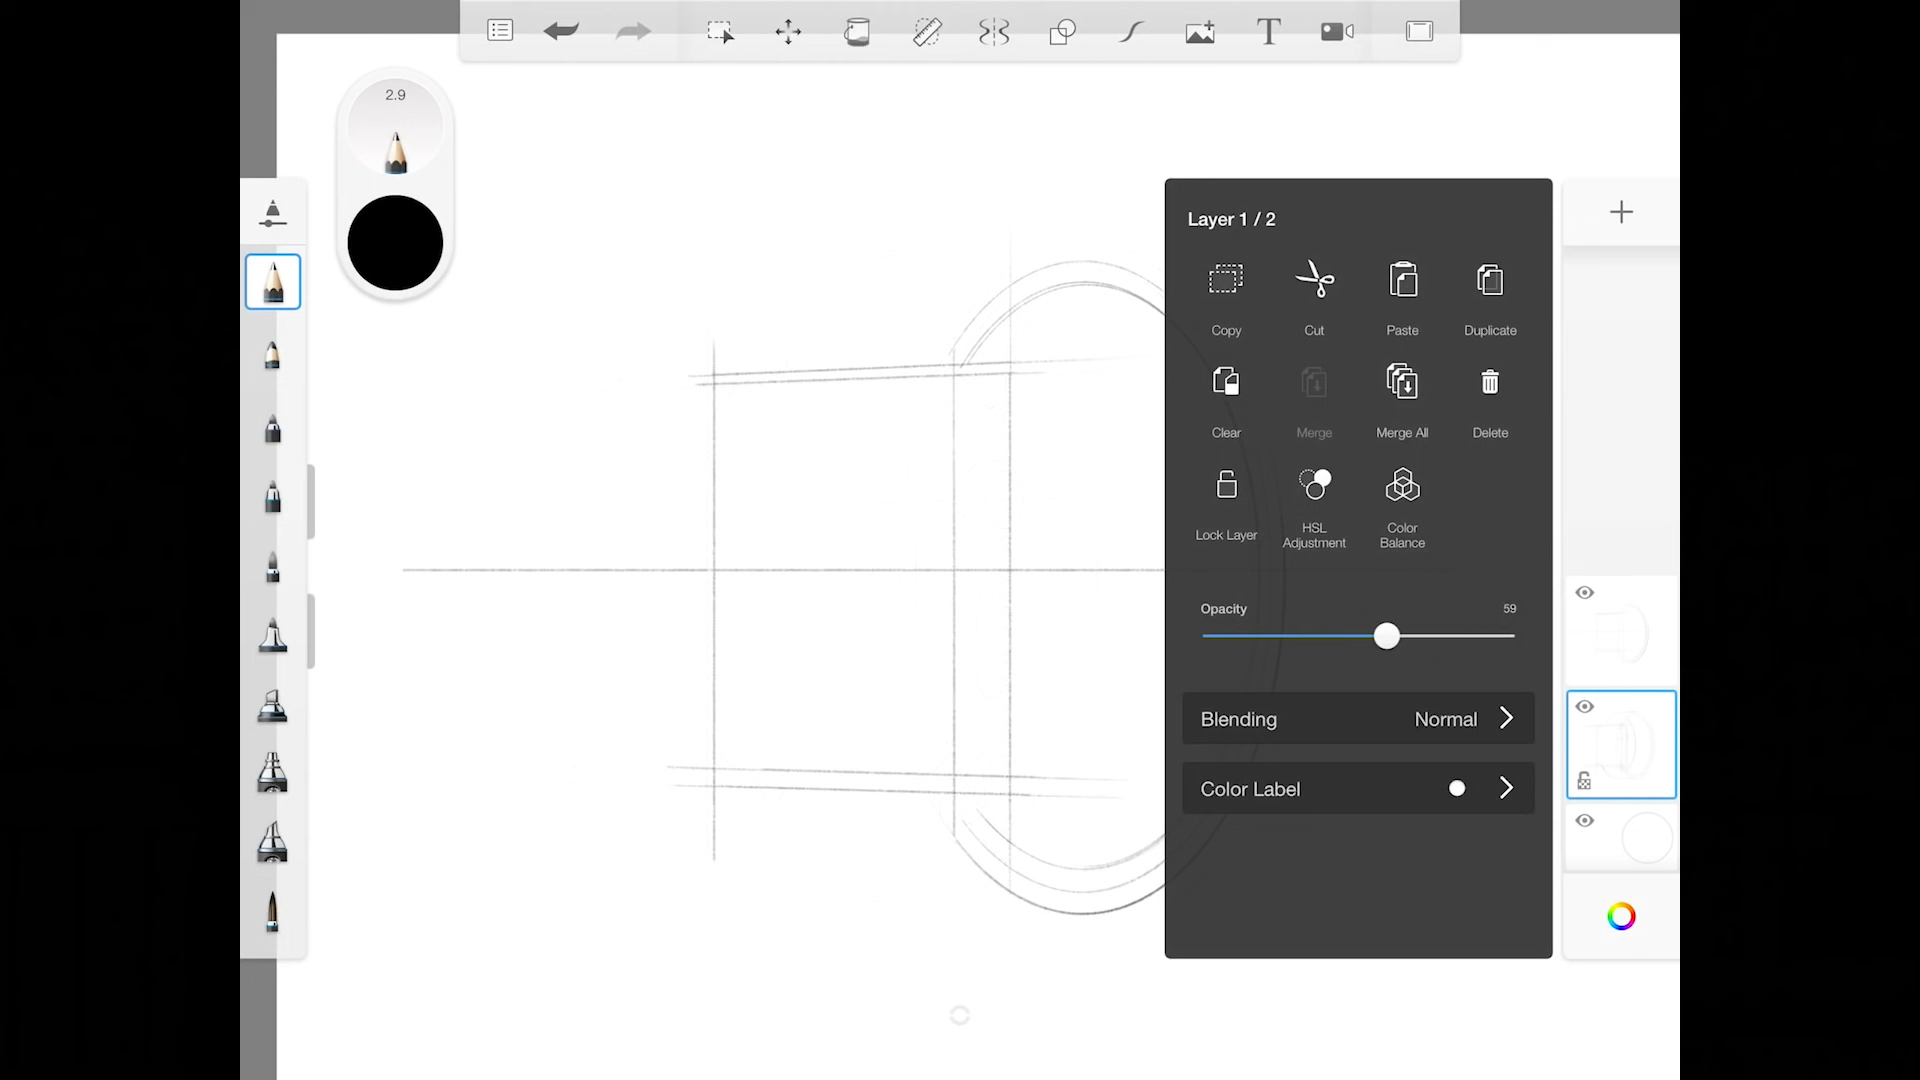 T
2.9
Layer 1 / 2
Copy
Cut
Paste
Duplicate
Clear
Merge
Merge All
Delete
Lock Layer
HSL
Adjustment
Color
Balance
Opacity
59
Blending
Normal
Color Label